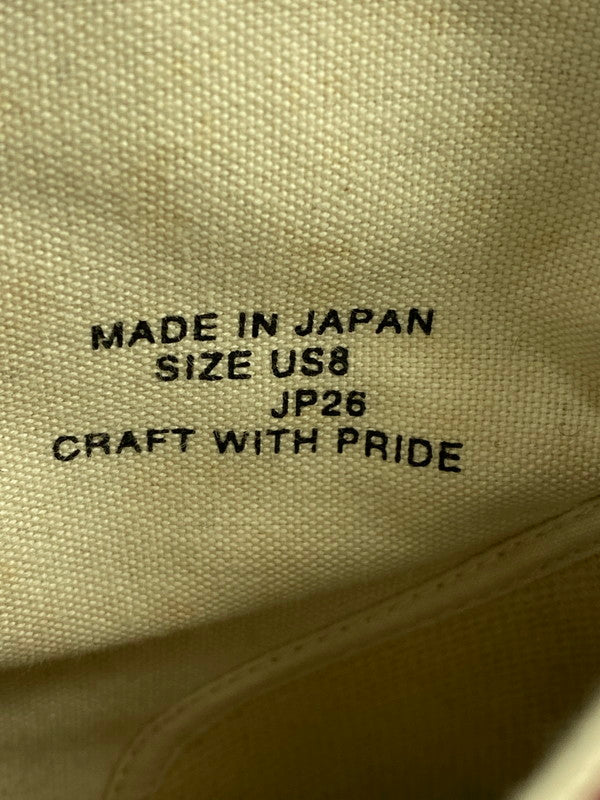 MADE IN JAPAN
SIZE US8
JP26
CRAFT WITH PRIDE